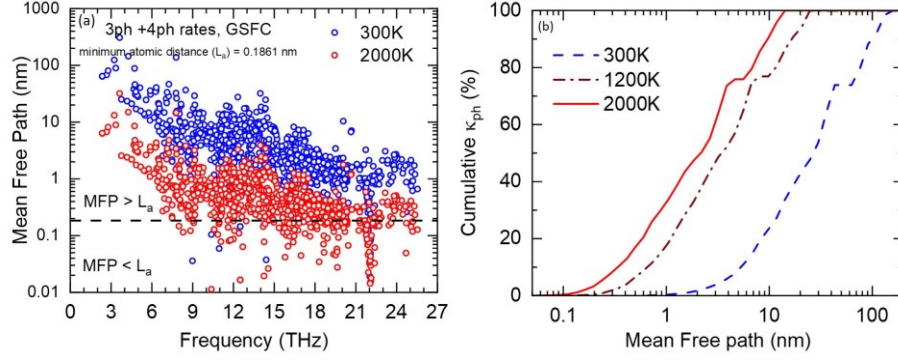 (a)
3ph +4ph rates, GSFC
minimum atomic distance (Lₐ) = 0.1861 nm
300K
2000K
1000
100
10
1
0.1
0.01
Mean Free Path (nm)
MFP > Lₐ
MFP < Lₐ
0 3 6 9 12 15 18 21 24 27
Frequency (THz)
(b)
300K
1200K
2000K
100
80
60
40
20
0
Cumulative κₚₕ (%)
0.1 1 10 100
Mean Free path (nm)